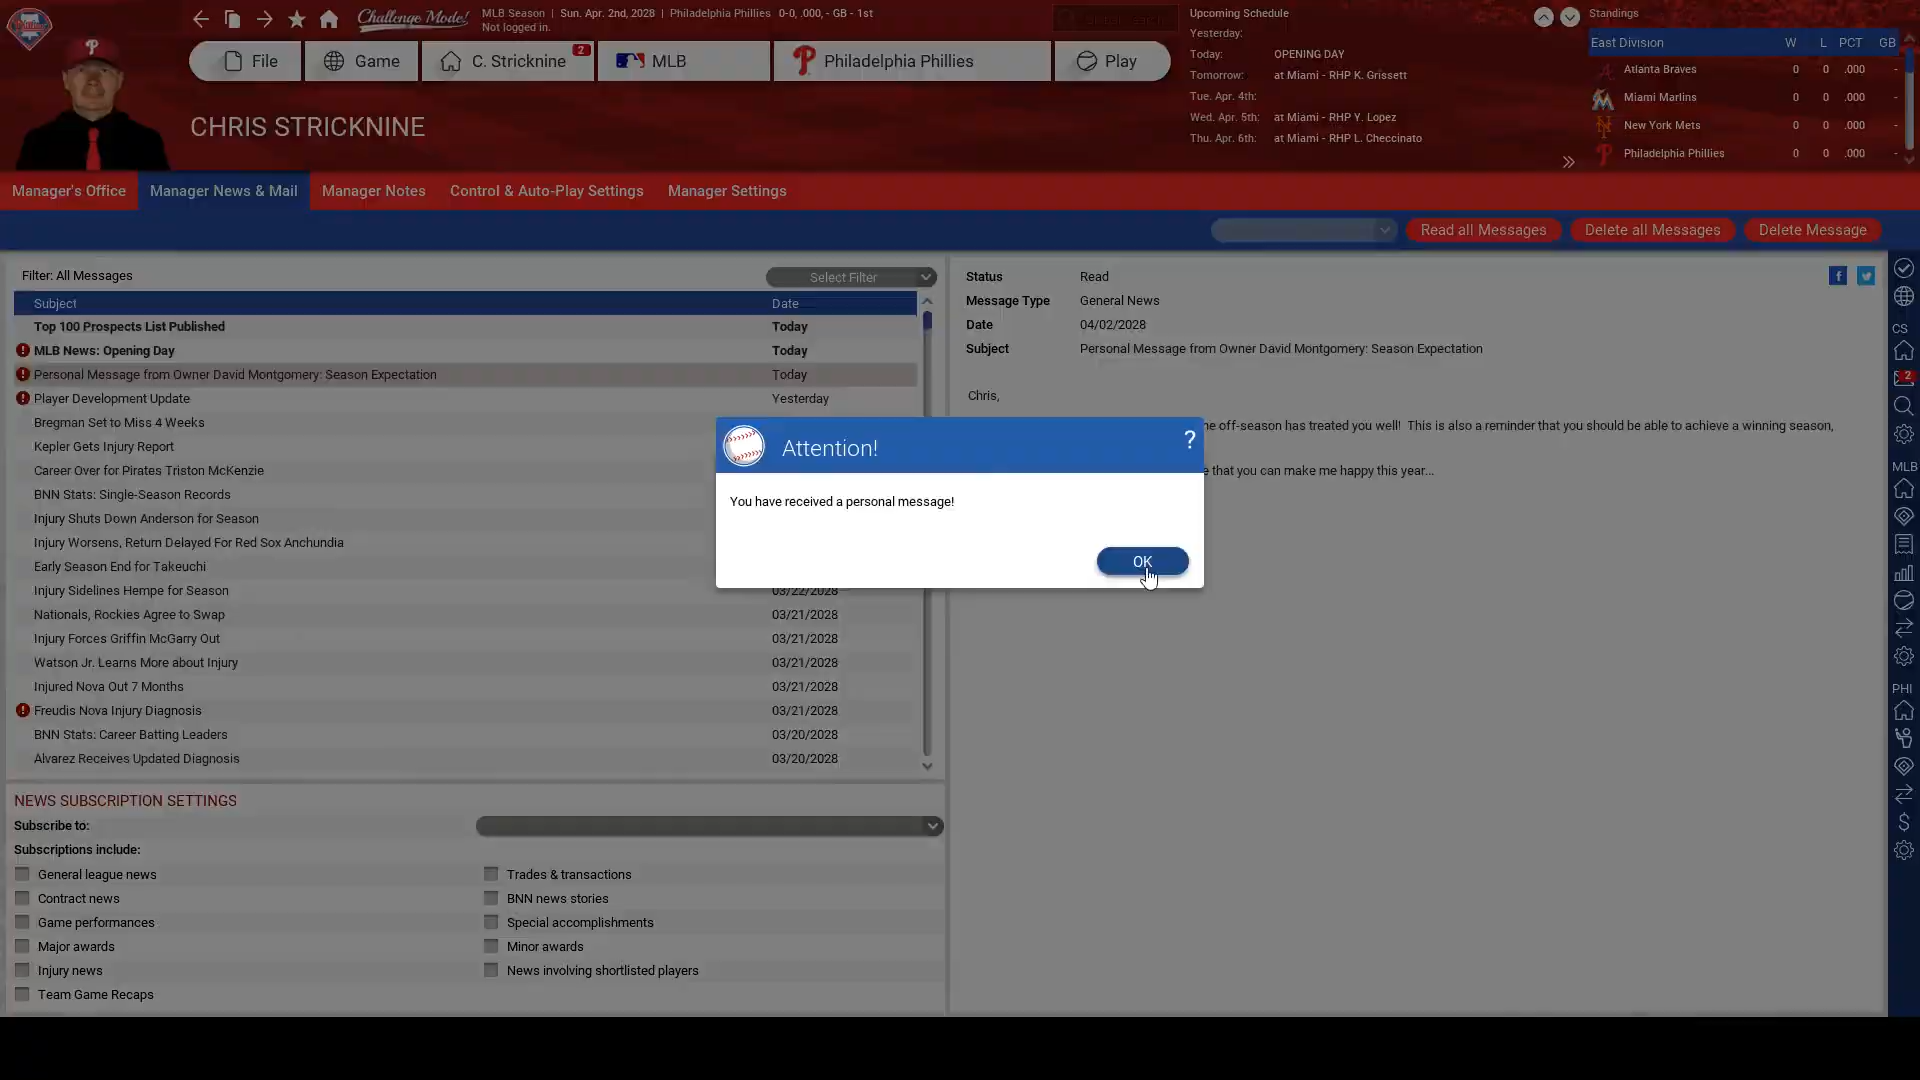 Challenge Mode!
MLB Season | Sun. Apr. 2nd, 2028 | Philadelphia Phillies 0-0, .000, - GB - 1st
Not logged in.
File
Game
C. Stricknine
2
MLB
Philadelphia Phillies
Play
CHRIS STRICKNINE
Upcoming Schedule
Yesterday:
Today: OPENING DAY
Tomorrow: at Miami - RHP K. Grissett
Tue. Apr. 4th:
Wed. Apr. 5th: at Miami - RHP Y. Lopez
Thu. Apr. 6th: at Miami - RHP L. Checcinato
Standings
East Division W L PCT GB
Atlanta Braves 0 0 .000 -
Miami Marlins 0 0 .000 -
New York Mets 0 0 .000 -
Philadelphia Phillies 0 0 .000 -
Manager's Office
Manager News & Mail
Manager Notes
Control & Auto-Play Settings
Manager Settings
Read all Messages
Delete all Messages
Delete Message
Filter: All Messages
Select Filter
Subject Date
Top 100 Prospects List Published Today
MLB News: Opening Day Today
Personal Message from Owner David Montgomery: Season Expectation Today
Player Development Update Yesterday
Bregman Set to Miss 4 Weeks
Kepler Gets Injury Report
Career Over for Pirates Triston McKenzie
BNN Stats: Single-Season Records
Injury Shuts Down Anderson for Season
Injury Worsens, Return Delayed For Red Sox Anchundia
Early Season End for Takeuchi
Injury Sidelines Hempe for Season 03/22/2028
Nationals, Rockies Agree to Swap 03/21/2028
Injury Forces Griffin McGarry Out 03/21/2028
Watson Jr. Learns More about Injury 03/21/2028
Injured Nova Out 7 Months 03/21/2028
Freudis Nova Injury Diagnosis 03/21/2028
BNN Stats: Career Batting Leaders 03/20/2028
Alvarez Receives Updated Diagnosis 03/20/2028
Status Read
Message Type General News
Date 04/02/2028
Subject Personal Message from Owner David Montgomery: Season Expectation
Chris,
off-season has treated you well! This is also a reminder that you should be able to achieve a winning season,
that you can make me happy this year...
Attention!
?
You have received a personal message!
OK
NEWS SUBSCRIPTION SETTINGS
Subscribe to:
Subscriptions include:
General league news
Trades & transactions
Contract news
BNN news stories
Game performances
Special accomplishments
Major awards
Minor awards
Injury news
News involving shortlisted players
Team Game Recaps
CS
2
MLB
PHI